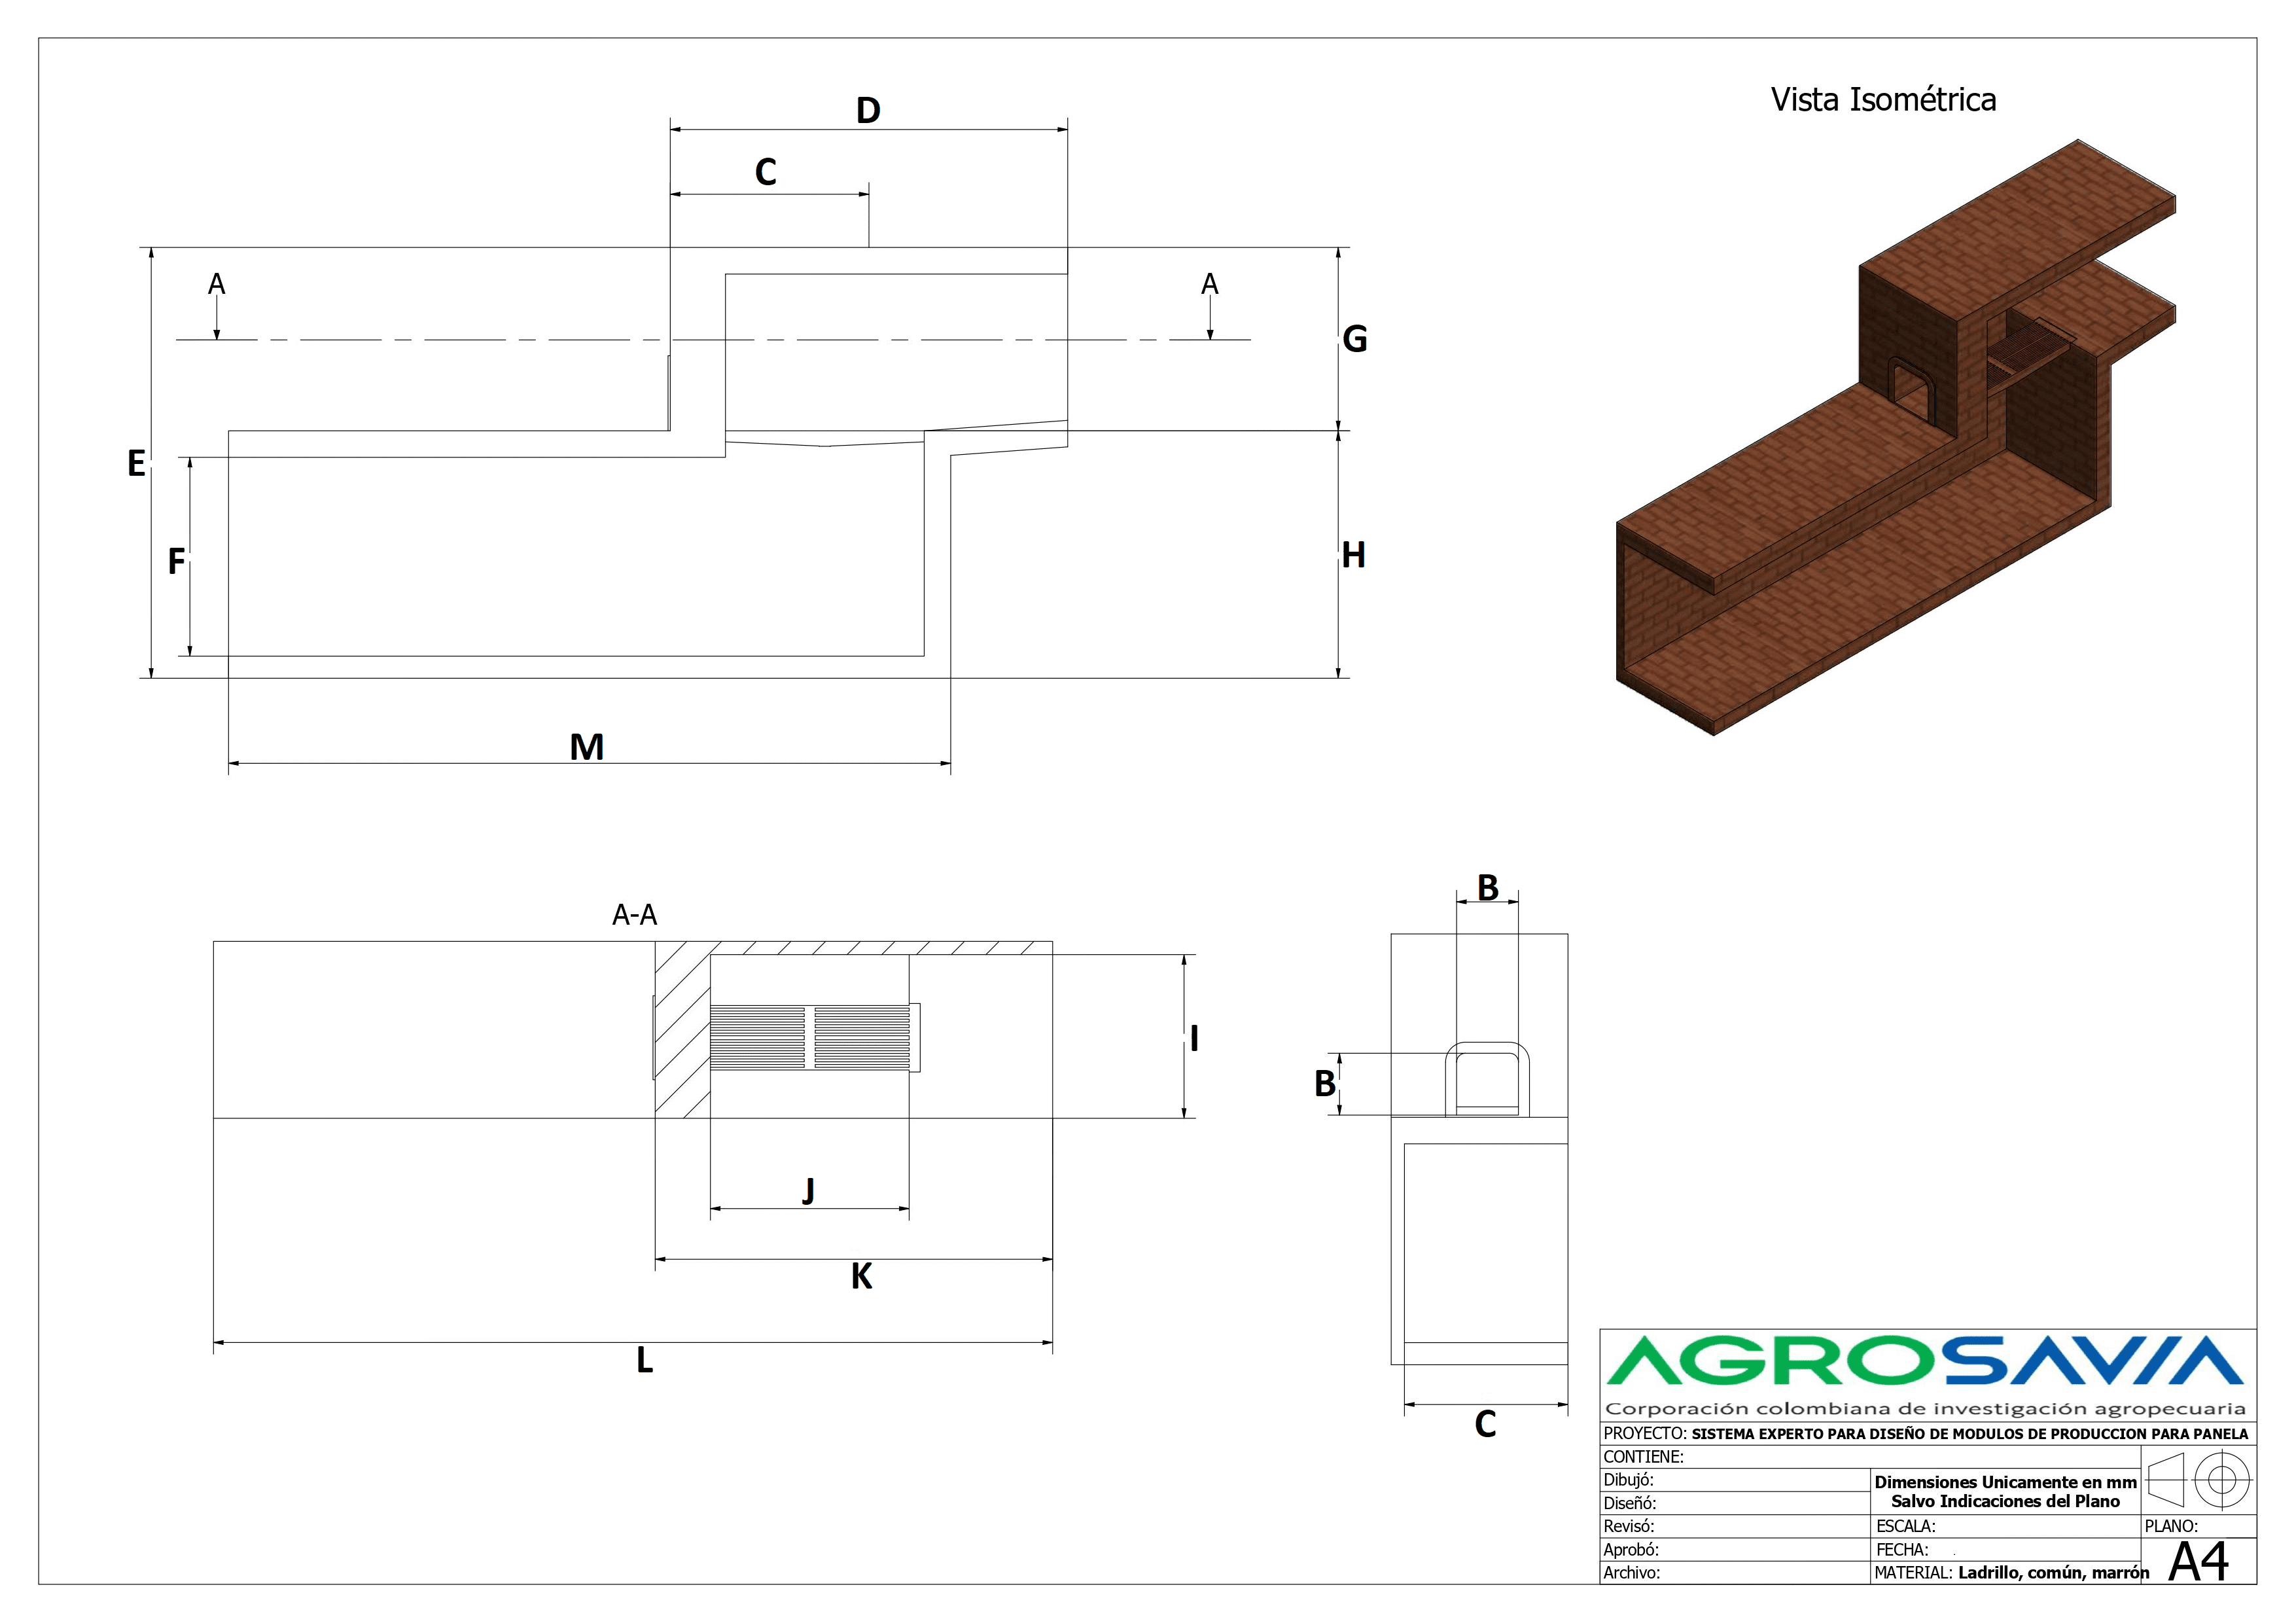 Vista Isométrica
D
C
A
A
G
E
F
H
M
A-A
B
I
B
J
K
L
C
AGROSAVIA
Corporación colombiana de investigación agropecuaria
PROYECTO: SISTEMA EXPERTO PARA DISEÑO DE MODULOS DE PRODUCCION PARA PANELA
CONTIENE:
Dibujó:
Dimensiones Unicamente en mm
Salvo Indicaciones del Plano
Diseñó:
Revisó:
ESCALA:
PLANO:
Aprobó:
FECHA:
A4
Archivo:
MATERIAL: Ladrillo, común, marrón